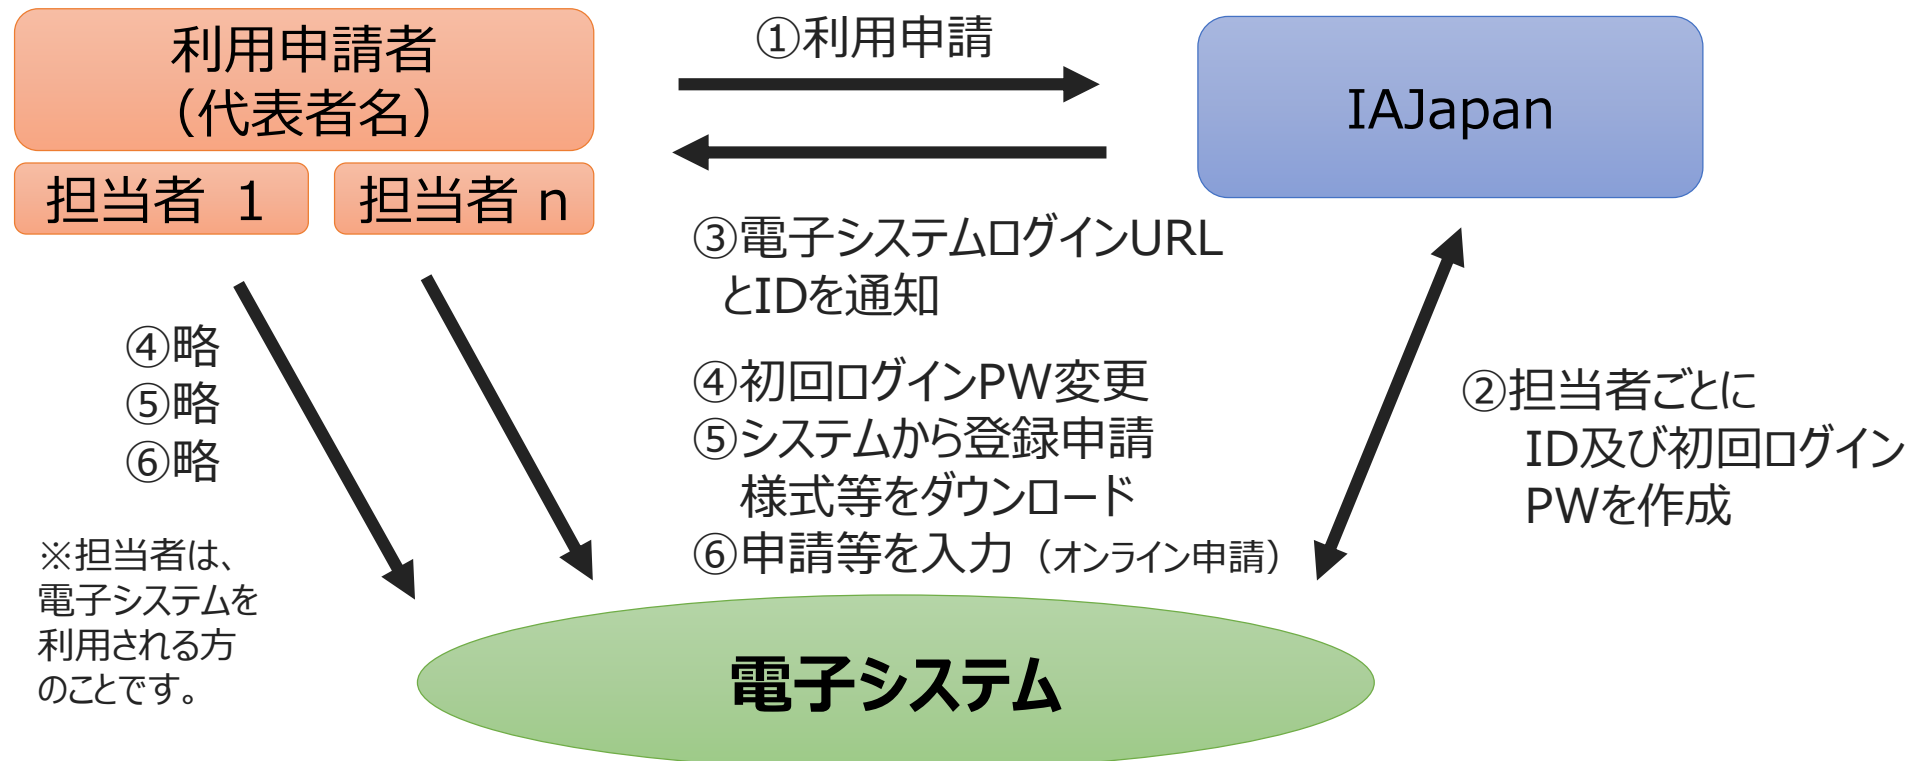 利用申請者
（代表者名）
担当者 1
担当者 n
①利用申請
IAJapan
③電子システムログインURL
とIDを通知
④略
⑤略
⑥略
④初回ログインPW変更
⑤システムから登録申請
様式等をダウンロード
⑥申請等を入力（オンライン申請）
②担当者ごとに
ID及び初回ログイン
PWを作成
※担当者は、
電子システムを
利用される方
のことです。
電子システム